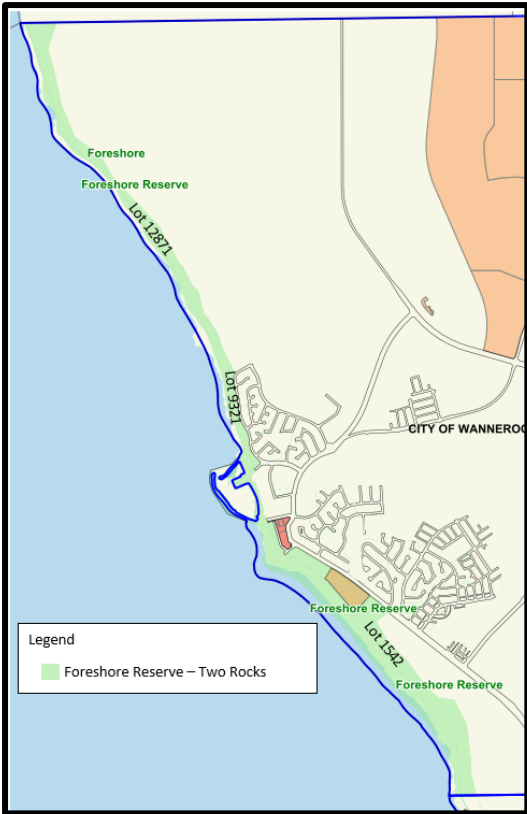 Foreshore
Foreshore Reserve
Lot 12871
Lot 9321
CITY OF WANNEROO
Foreshore Reserve
Lot 1542
Legend
Foreshore Reserve – Two Rocks
Foreshore Reserve